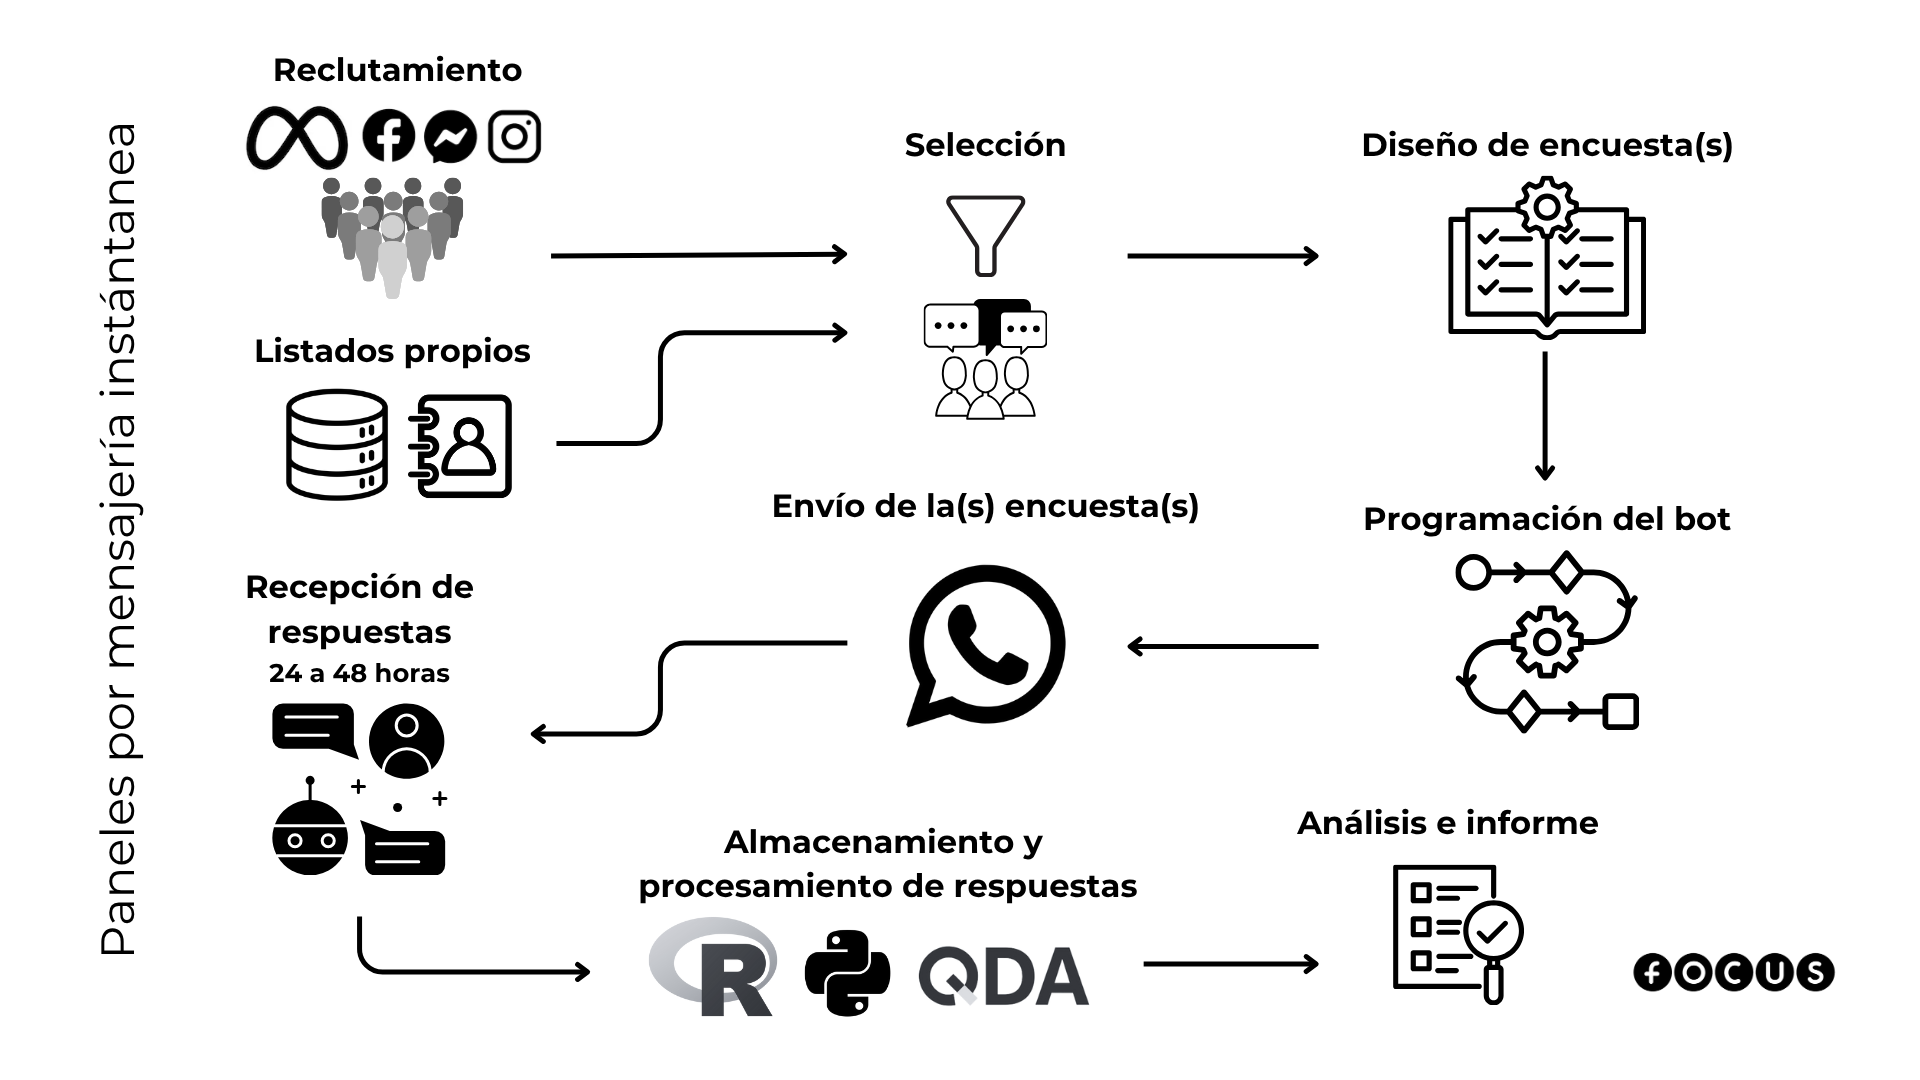 Paneles por mensajería instántanea
Reclutamiento
Listados propios
Selección
Diseño de encuesta(s)
Programación del bot
Envío de la(s) encuesta(s)
Recepción de
respuestas
24 a 48 horas
Almacenamiento y
procesamiento de respuestas
R
QDA
Análisis e informe
fOCUS